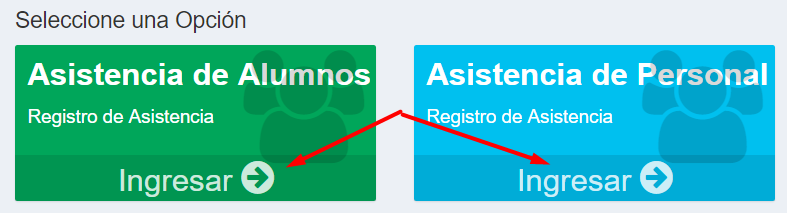 Seleccione una Opción
Asistencia de Alumnos
Registro de Asistencia
Ingresar
Asistencia de Personal
Registro de Asistencia
Ingresar